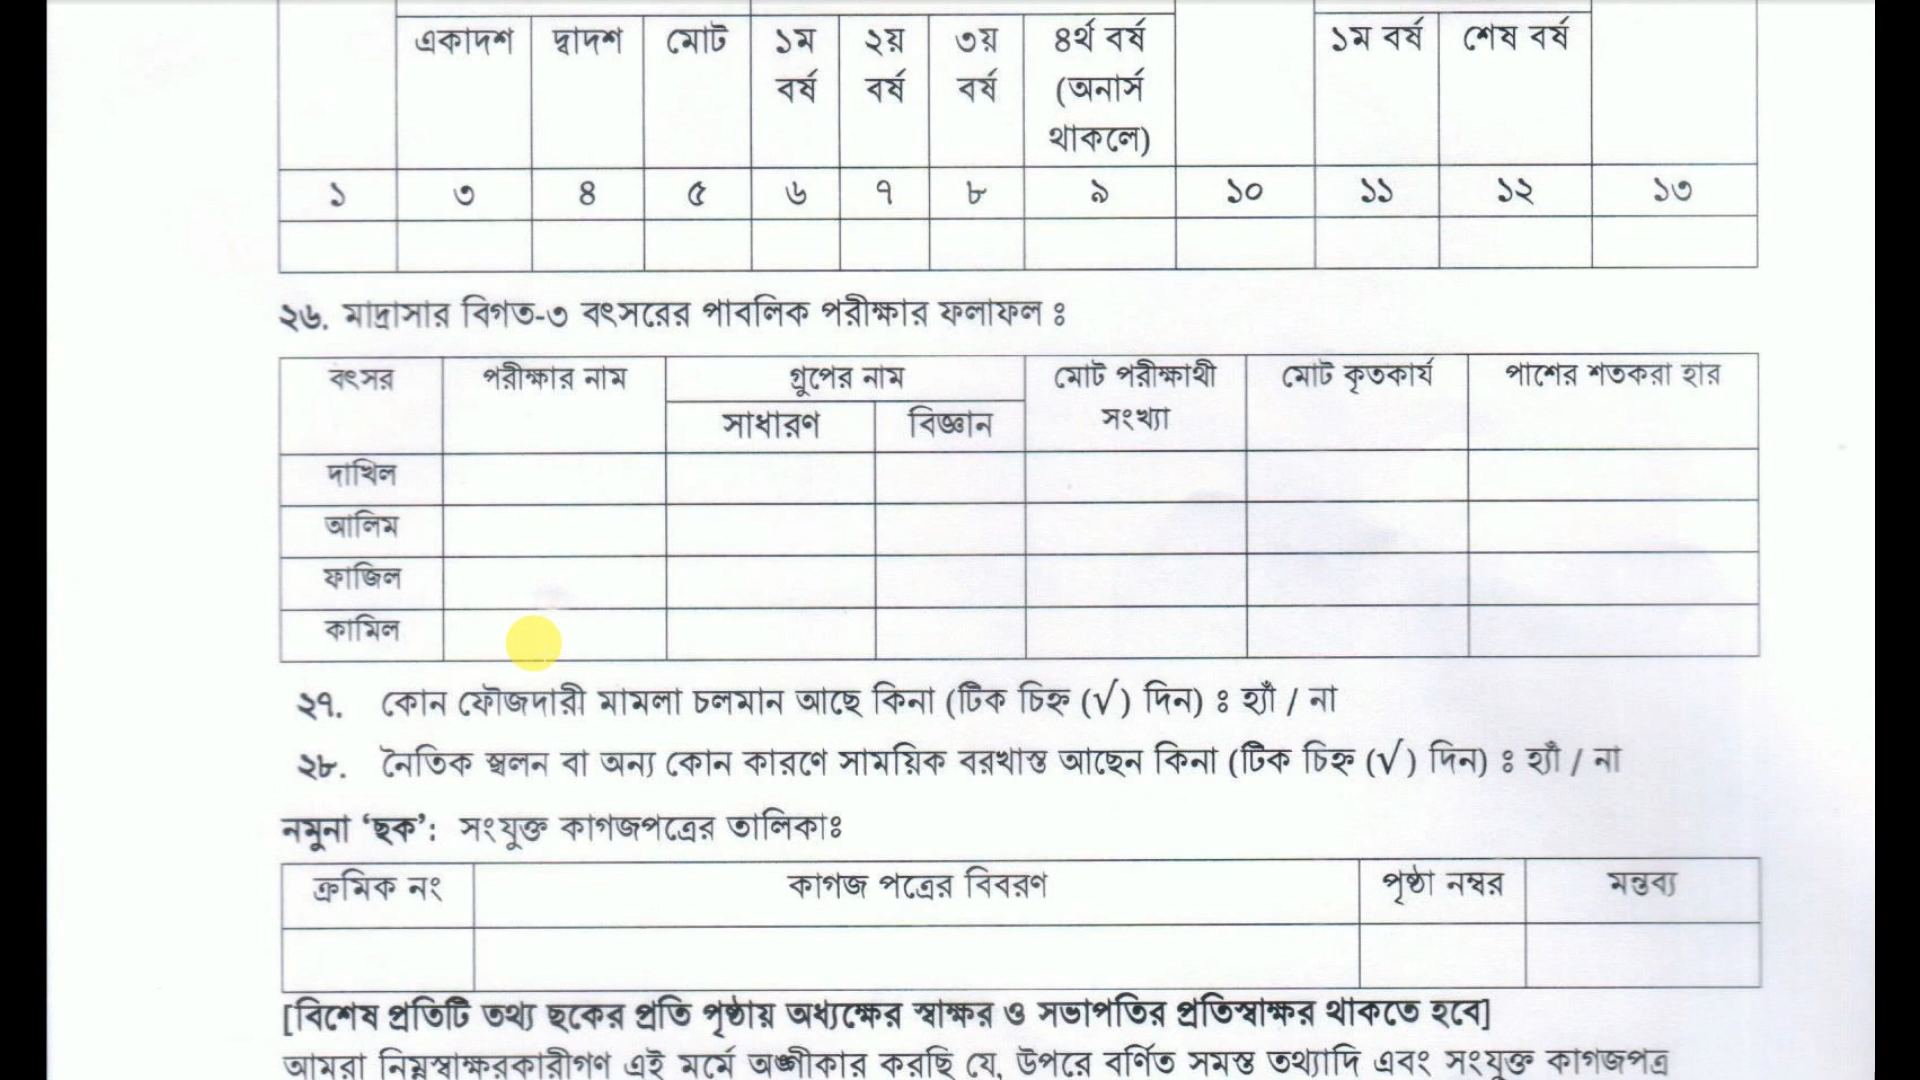 একাদশ দ্বাদশ মোট ১ম বর্ষ ২য় বর্ষ ৩য় বর্ষ ৪র্থ বর্ষ (অনার্স থাকলে) ১ম বর্ষ শেষ বর্ষ
১ ৩ ৪ ৫ ৬ ৭ ৮ ৯ ১০ ১১ ১২ ১৩
২৬. মাদ্রাসার বিগত-৩ বৎসরের পাবলিক পরীক্ষার ফলাফল ঃ
বৎসর পরীক্ষার নাম গ্রুপের নাম মোট পরীক্ষার্থী সংখ্যা মোট কৃতকার্য পাশের শতকরা হার
সাধারণ বিজ্ঞান
দাখিল
আলিম
ফাজিল
কামিল
২৭. কোন ফৌজদারী মামলা চলমান আছে কিনা (টিক চিহ্ন (√) দিন) ঃ হ্যাঁ / না
২৮. নৈতিক স্খলন বা অন্য কোন কারণে সাময়িক বরখাস্ত আছেন কিনা (টিক চিহ্ন (√) দিন) ঃ হ্যাঁ / না
নমুনা ‘ছক’: সংযুক্ত কাগজপত্রের তালিকাঃ
ক্রমিক নং কাগজ পত্রের বিবরণ পৃষ্ঠা নম্বর মন্তব্য
[বিশেষ প্রতিটি তথ্য ছকের প্রতি পৃষ্ঠায় অধ্যক্ষের স্বাক্ষর ও সভাপতির প্রতিস্বাক্ষর থাকতে হবে]
আমরা নিম্নস্বাক্ষরকারীগণ এই মর্মে অঙ্গীকার করছি যে, উপরে বর্ণিত সমস্ত তথ্যাদি এবং সংযুক্ত কাগজপত্র